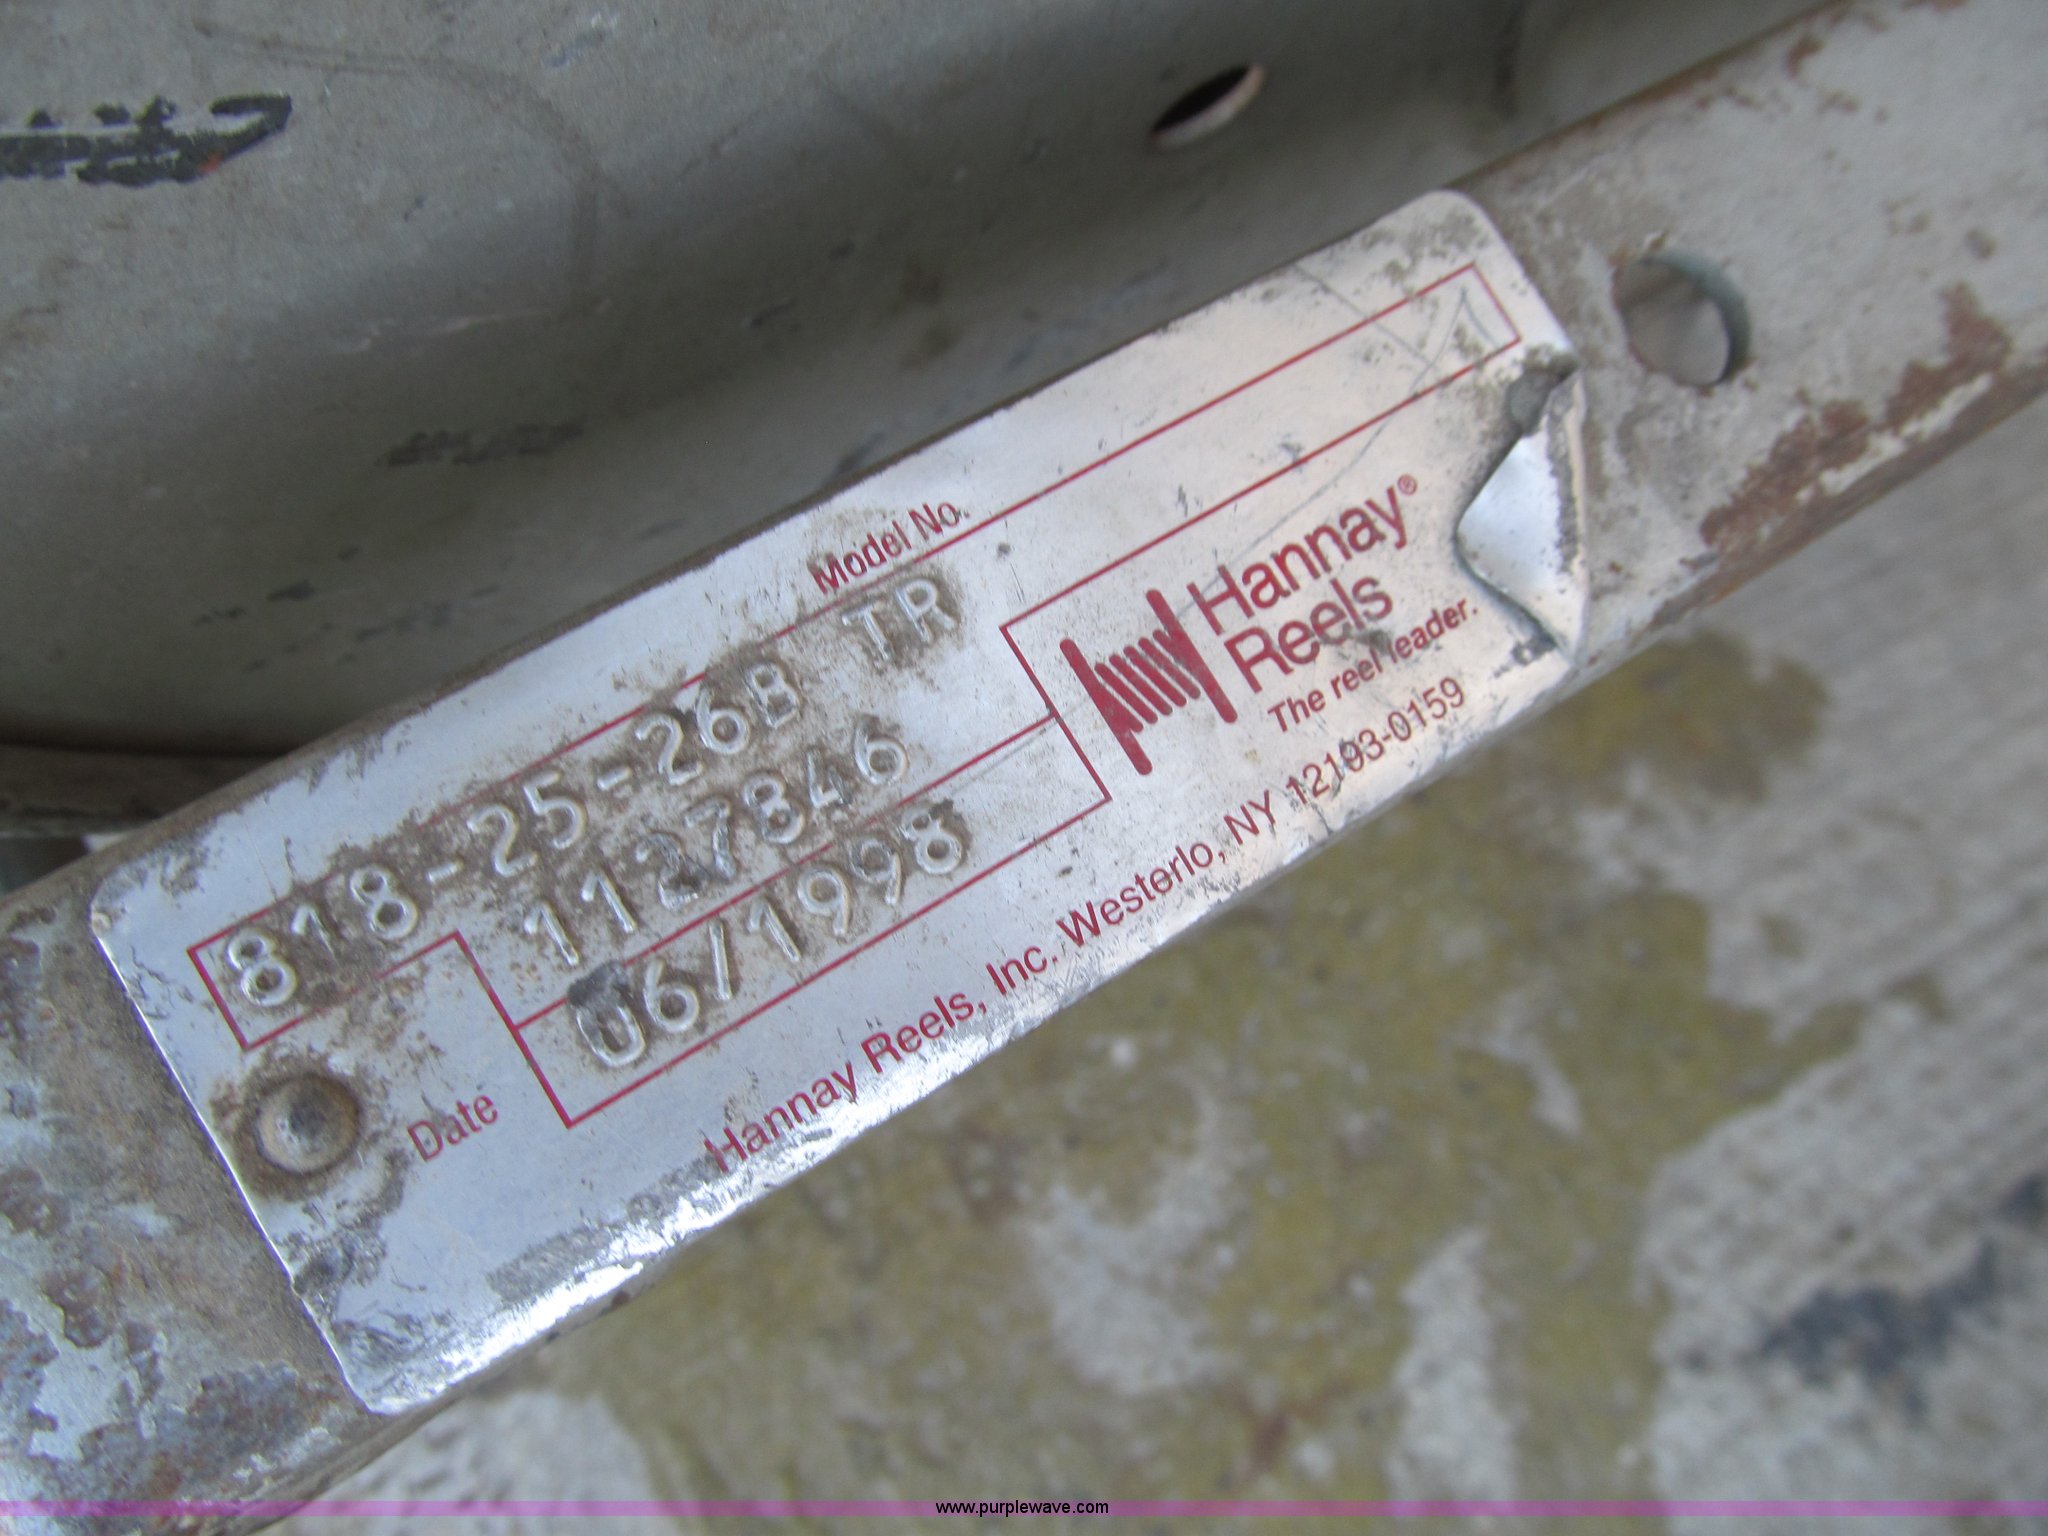 Model No.
818-25-26B TR
1127846
06/1998
Date
Hannay®
Reels
The reel leader.
Hannay Reels, Inc. Westerlo, NY 12193-0159
www.purplewave.com